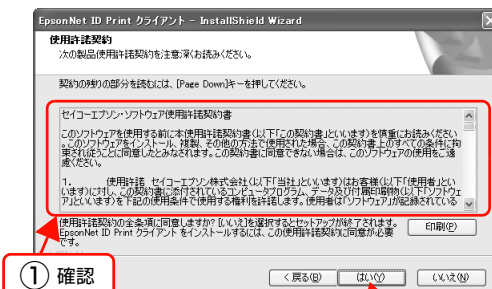 EpsonNet ID Print クライアント - InstallShield Wizard
使用許諾契約
次の製品使用許諾契約を注意深くお読みください。
契約の残りの部分を読むには、[Page Down]キーを押してください。
セイコーエプソン・ソフトウェア使用許諾契約書
このソフトウェアを使用する前に本使用許諾契約書(以下「この契約書」といいます)を慎重にお読みください
。このソフトウェアをインストール、複製、その他の方法で使用された場合、この契約書の上すべての条件に拘
束され従うことに同意したとみなされます。この契約書に同意できない場合は、このソフトウェアの使用をご遠
慮ください。
1. 使用許諾 セイコーエプソン株式会社(以下「当社」といいます)はお客様(以下「使用者」とい
います)に対し、この契約書に添付されているコンピュータプログラム、データ及び付属印刷物(以下「ソフトウェ
ア」といいます)を下記の使用条件で使用する権利を許諾します。使用者は「ソフトウェア」が記録されている
使用許諾契約の全条項に同意しますか? [いいえ]を選択するとセットアップが終了されます。
EpsonNet ID Print クライアント をインストールするには、この使用許諾契約に同意が必要
です。
印刷(P)
① 確認
< 戻る(B)
はい(Y)
いいえ(N)